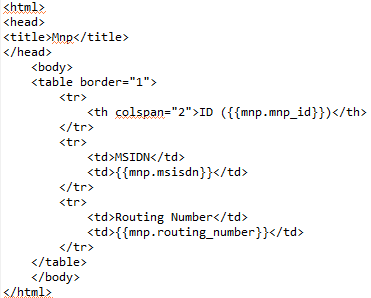 <html>
<head>
<title>Mnp</title>
</head>
<body>
<table border="1">
<tr>
<th colspan="2">ID ({{mnp.mnp_id}})</th>
</tr>
<tr>
<td>MSIDN</td>
<td>{{mnp.msisdn}}</td>
</tr>
<tr>
<td>Routing Number</td>
<td>{{mnp.routing_number}}</td>
</tr>
</table>
</body>
</html>